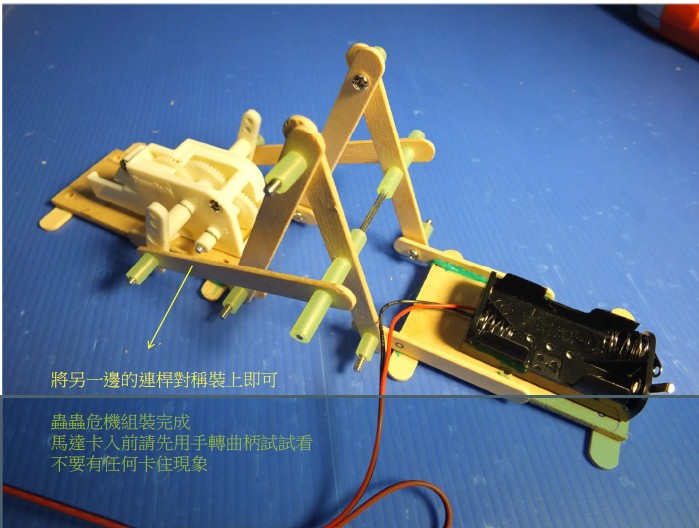 將另一邊的連桿對稱裝上即可
蟲蟲危機組裝完成
馬達卡入前請先用手轉曲柄試試看
不要有任何卡住現象